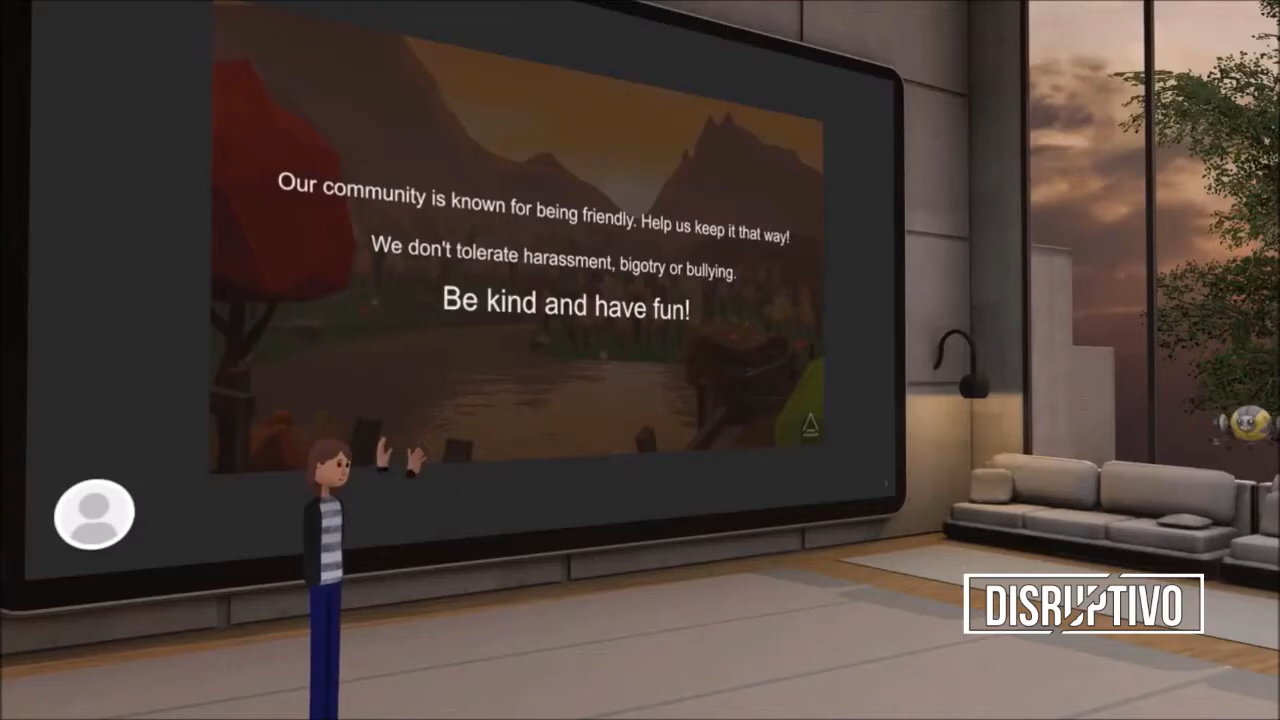 Our community is known for being friendly. Help us keep it that way!
We don't tolerate harassment, bigotry or bullying.
Be kind and have fun!
DISRUPTIVO